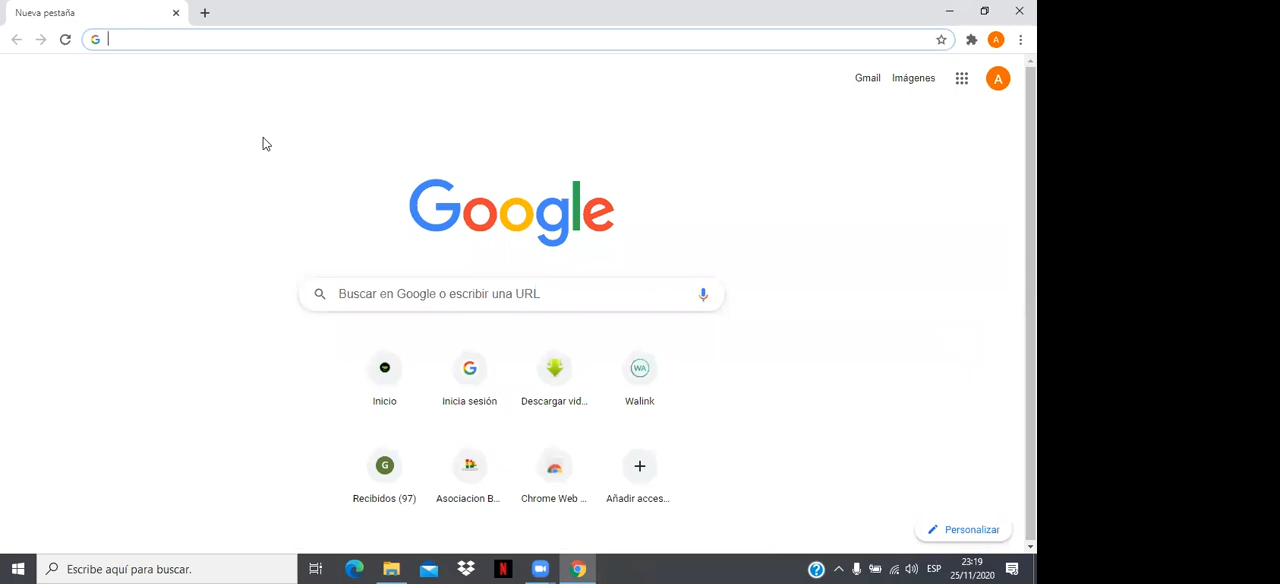 Nueva pestaña
G
A
Gmail Imágenes
A
Google
Buscar en Google o escribir una URL
WA
Inicio Inicia sesión Descargar vid... Walink
G
Recibidos (97) Asociacion B... Chrome Web ... Añadir acces...
Personalizar
Escribe aquí para buscar.
N
ESP
23:19
25/11/2020